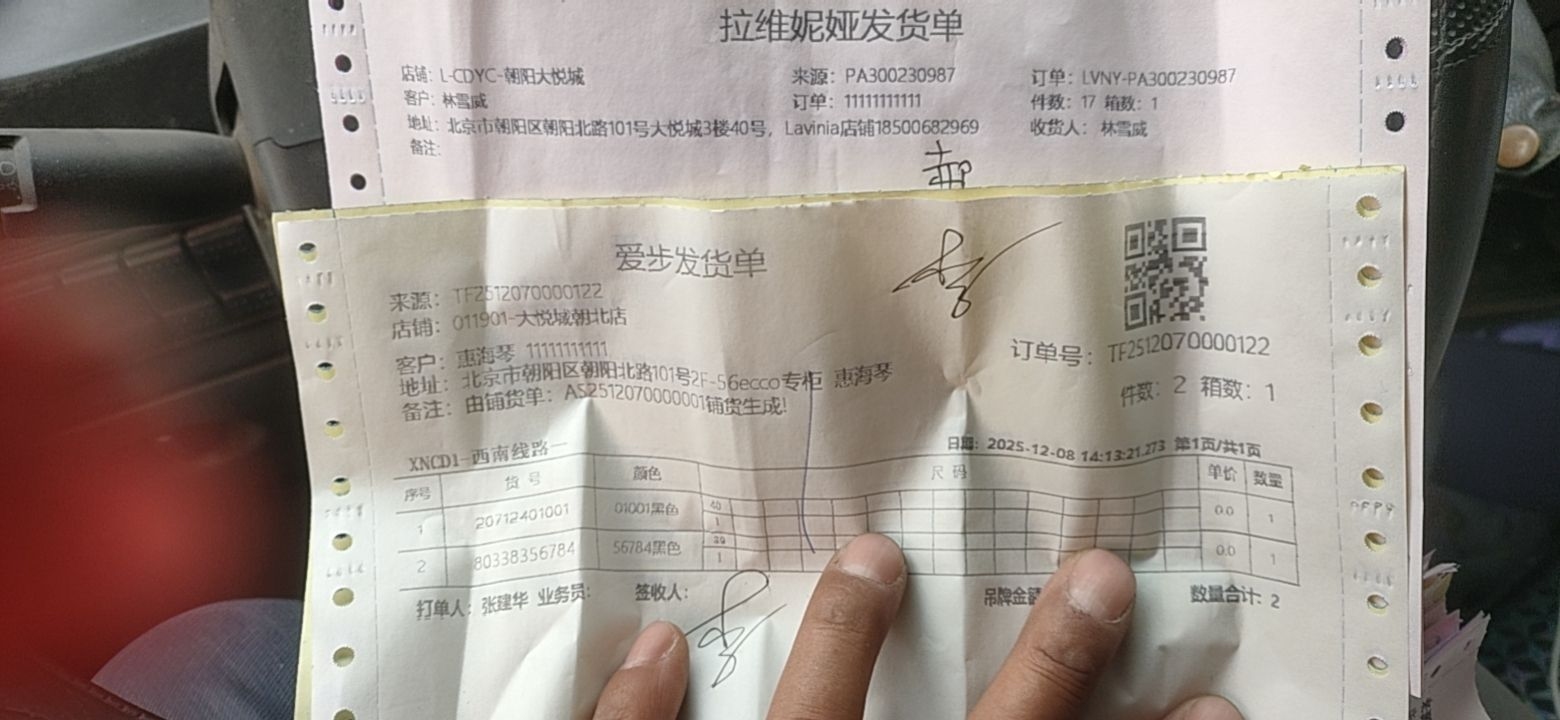 拉维妮娅发货单
店铺: L-CDYC-朝阳大悦城 来源: PA300230987 订单: LVNY-PA300230987
客户: 林雪威 订单: 11111111111 件数: 17 箱数: 1
地址: 北京市朝阳区朝阳北路101号大悦城3楼40号, Lavinia店铺18500682969 收货人: 林雪威
备注:
爱步发货单
来源: TF2512070000122
店铺: 011901-大悦城朝北店
客户: 惠海琴 11111111111 订单号: TF2512070000122
地址: 北京市朝阳区朝阳北路101号2F-56ecco专柜 惠海琴
备注: 由铺货单: AS2512070000001铺货生成! 件数: 2 箱数: 1
XNCD1-西南线路一 日期: 2025-12-08 14:13:21.273 第1页/共1页
序号 货 号 颜色 尺 码 单价 数量
1 20712401001 01001黑色 40 1 0.0 1
2 80338356784 56784黑色 39 1 0.0 1
打单人: 张建华 业务员: 签收人: 吊牌金额 数量合计: 2